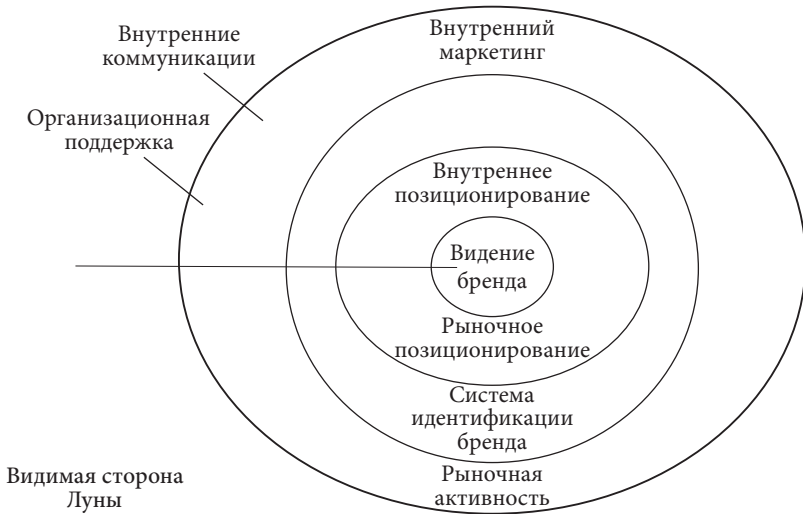 Внутренние
коммуникации
Организационная
поддержка
Внутренний
маркетинг
Внутреннее
позиционирование
Видение
бренда
Рыночное
позиционирование
Система
идентификации
бренда
Рыночная
активность
Видимая сторона
Луны